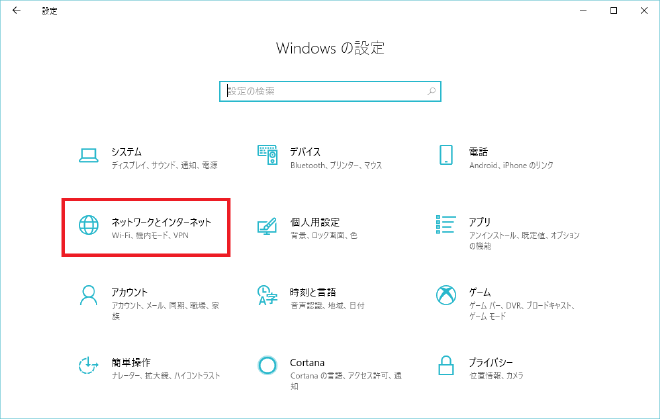 設定
Windows の設定
設定の検索
システム
ディスプレイ、サウンド、通知、電源
デバイス
Bluetooth、プリンター、マウス
電話
Android、iPhone のリンク
ネットワークとインターネット
Wi-Fi、機内モード、VPN
個人用設定
背景、ロック画面、色
アプリ
アンインストール、既定値、オプション
の機能
アカウント
アカウント、メール、同期、職場、家
族
時刻と言語
音声認識、地域、日付
ゲーム
ゲーム バー、DVR、ブロードキャスト、
ゲーム モード
簡単操作
ナレーター、拡大鏡、ハイコントラスト
Cortana
Cortana の言語、アクセス許可、通
知
プライバシー
位置情報、カメラ